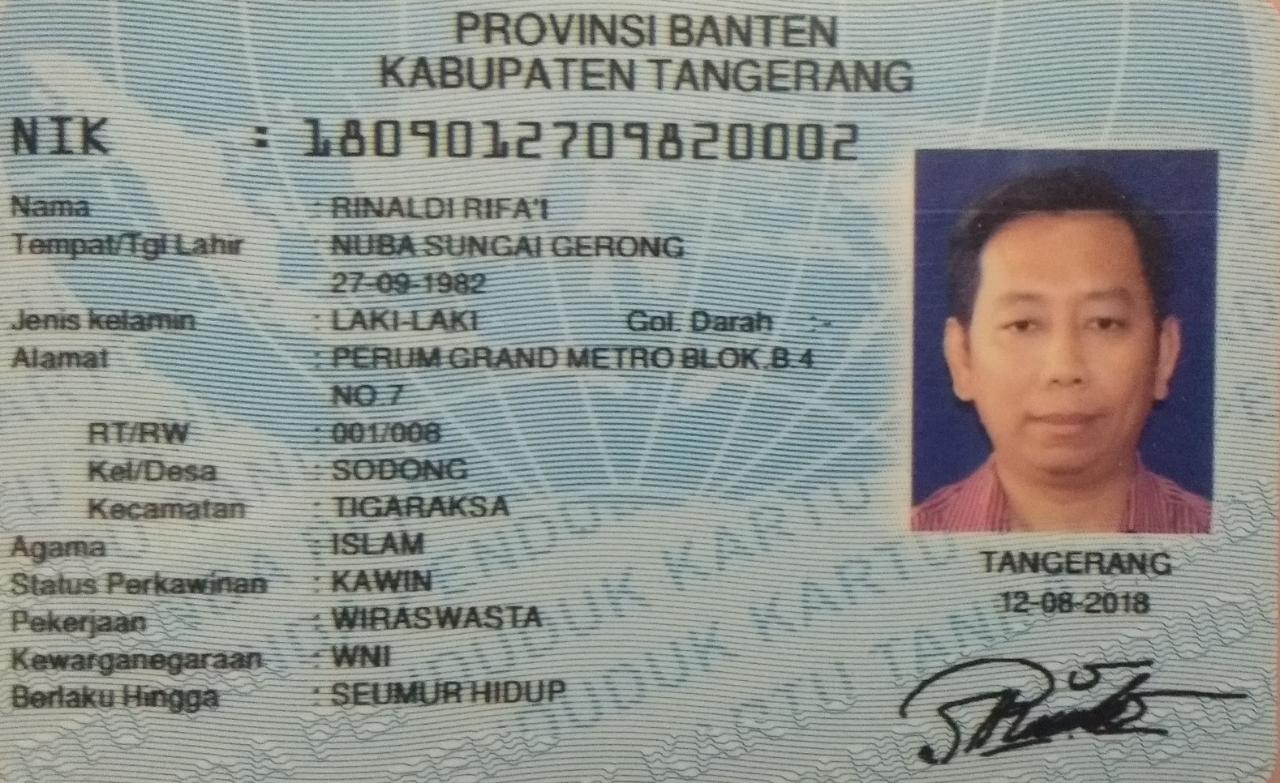 PROVINSI BANTEN
KABUPATEN TANGERANG
NIK : 1809012709820002
Nama : RINALDI RIFA'I
Tempat/Tgl Lahir : NUBA SUNGAI GERONG
27-09-1982
Jenis kelamin : LAKI-LAKI Gol. Darah : -
Alamat : PERUM GRAND METRO BLOK.B.4
NO.7
RT/RW : 001/008
Kel/Desa : SODONG
Kecamatan : TIGARAKSA
Agama : ISLAM
Status Perkawinan : KAWIN
Pekerjaan : WIRASWASTA
Kewarganegaraan : WNI
Berlaku Hingga : SEUMUR HIDUP
TANGERANG
12-08-2018